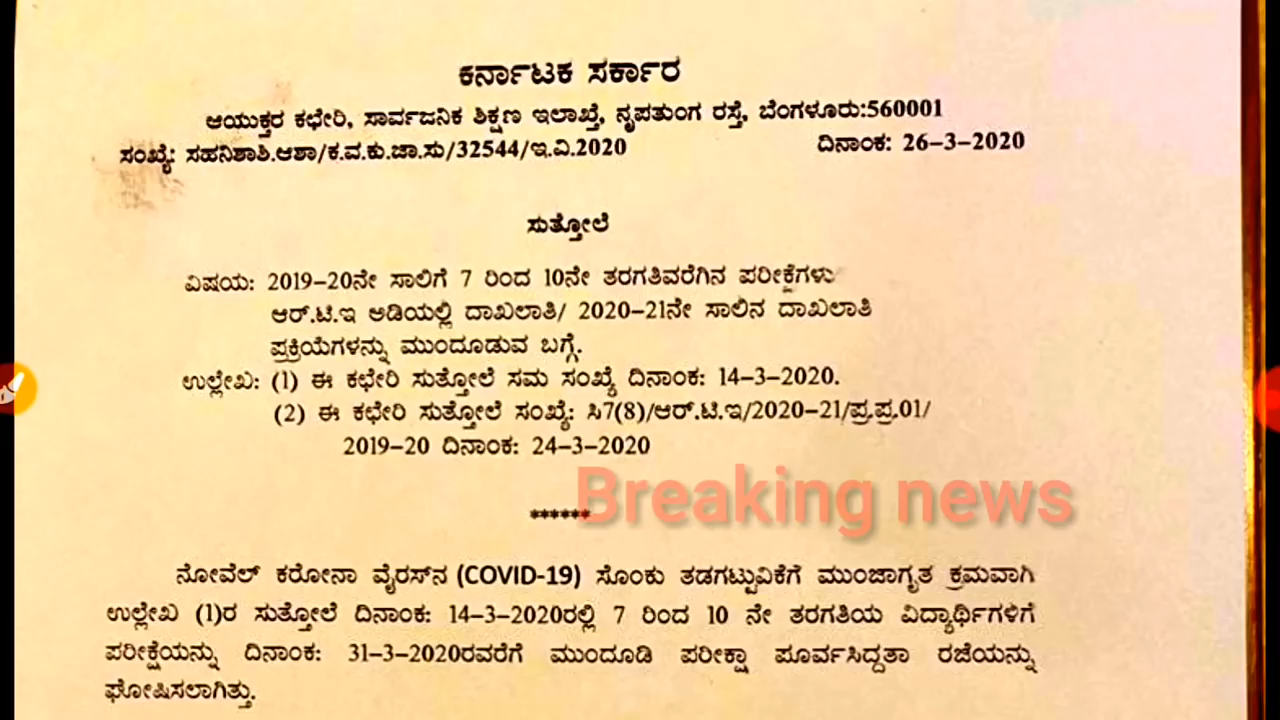 ಕರ್ನಾಟಕ ಸರ್ಕಾರ
ಆಯುಕ್ತರ ಕಛೇರಿ, ಸಾರ್ವಜನಿಕ ಶಿಕ್ಷಣ ಇಲಾಖ್ತೆ, ನೃಪತುಂಗ ರಸ್ತೆ, ಬೆಂಗಳೂರು:560001
ಸಂಖ್ಯೆ: ಸಹನಿಶಾಶಿ.ಆಶಾ/ಕ.ವ.ಕು.ಜಾ.ಸು/32544/ಇ.ವಿ.2020 ದಿನಾಂಕ: 26-3-2020
ಸುತ್ತೋಲೆ
ವಿಷಯ: 2019-20ನೇ ಸಾಲಿಗೆ 7 ರಿಂದ 10ನೇ ತರಗತಿವರೆಗಿನ ಪರೀಕ್ಷೆಗಳು
ಆರ್.ಟಿ.ಇ ಅಡಿಯಲ್ಲಿ ದಾಖಲಾತಿ/ 2020-21ನೇ ಸಾಲಿನ ದಾಖಲಾತಿ
ಪ್ರಕ್ರಿಯೆಗಳನ್ನು ಮುಂದೂಡುವ ಬಗ್ಗೆ.
ಉಲ್ಲೇಖ: (1) ಈ ಕಛೇರಿ ಸುತ್ತೋಲೆ ಸಮ ಸಂಖ್ಯೆ ದಿನಾಂಕ: 14-3-2020.
(2) ಈ ಕಛೇರಿ ಸುತ್ತೋಲೆ ಸಂಖ್ಯೆ: ಸಿ7(8)/ಆರ್.ಟಿ.ಇ/2020-21/ಪ್ರ.ಪ್ರ.01/
2019-20 ದಿನಾಂಕ: 24-3-2020
Breaking news
******
ನೋವೆಲ್ ಕರೋನಾ ವೈರಸ್‌ನ (COVID-19) ಸೊಂಕು ತಡಗಟ್ಟುವಿಕೆಗೆ ಮುಂಜಾಗೃತ ಕ್ರಮವಾಗಿ
ಉಲ್ಲೇಖ (1)ರ ಸುತ್ತೋಲೆ ದಿನಾಂಕ: 14-3-2020ರಲ್ಲಿ 7 ರಿಂದ 10 ನೇ ತರಗತಿಯ ವಿದ್ಯಾರ್ಥಿಗಳಿಗೆ
ಪರೀಕ್ಷೆಯನ್ನು ದಿನಾಂಕ: 31-3-2020ರವರೆಗೆ ಮುಂದೂಡಿ ಪರೀಕ್ಷಾ ಪೂರ್ವಸಿದ್ದತಾ ರಜೆಯನ್ನು
ಘೋಷಿಸಲಾಗಿತ್ತು.